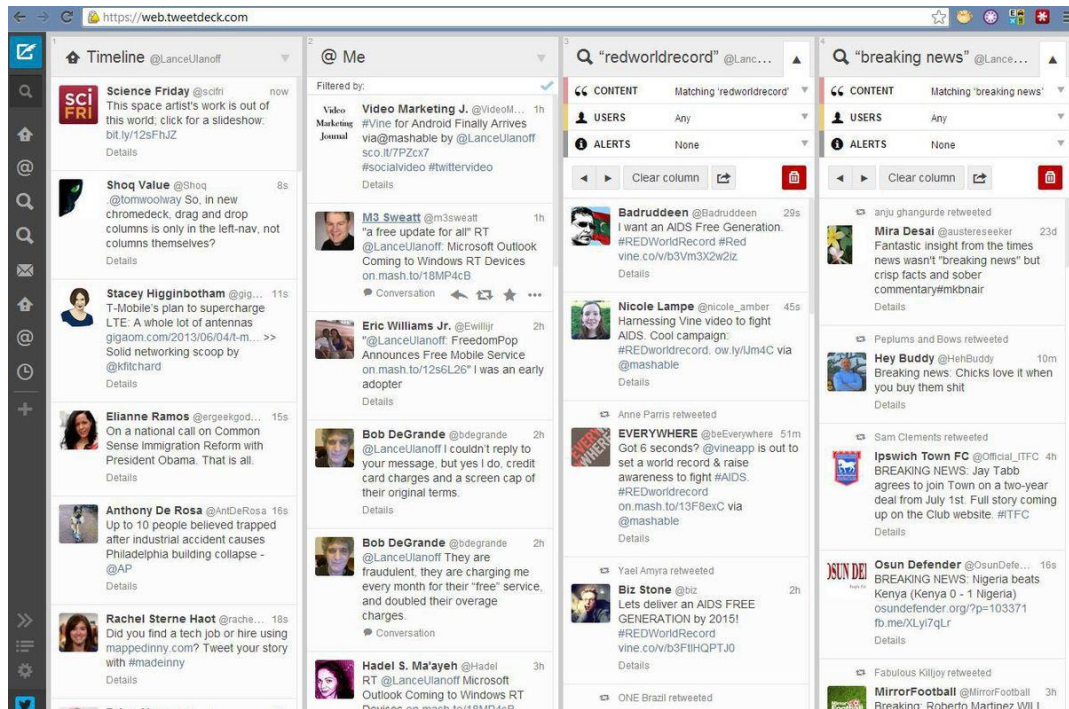 https://web.tweetdeck.com
1
Timeline @LanceUlanoff
sci
FRI
Science Friday @scifri now
This space artist's work is out of
this world; click for a slideshow:
bit.ly/12sFhJZ
Details
Shoq Value @Shoq 8s
.@tomwoolway So, in new
chromedeck, drag and drop
columns is only in the left-nav, not
columns themselves?
Details
Stacey Higginbotham @gig... 11s
T-Mobile's plan to supercharge
LTE: A whole lot of antennas
gigaom.com/2013/06/04/t-m... >>
Solid networking scoop by
@kfitchard
Details
Elianne Ramos @ergeekgod... 15s
On a national call on Common
Sense Immigration Reform with
President Obama. That is all.
Details
Anthony De Rosa @AntDeRosa 16s
Up to 10 people believed trapped
after industrial accident causes
Philadelphia building collapse -
@AP
Details
Rachel Sterne Haot @rache... 18s
Did you find a tech job or hire using
mappedinny.com? Tweet your story
with #madeinny
Details
2
@ Me
Filtered by:
Video
Marketing
Journal
Video Marketing J. @VideoM... 1h
#Vine for Android Finally Arrives
via@mashable by @LanceUlanoff
sco.lt/7PZcx7
#socialvideo #twittervideo
Details
M3 Sweatt @m3sweatt 1h
"a free update for all" RT
@LanceUlanoff: Microsoft Outlook
Coming to Windows RT Devices
on.mash.to/18MP4cB
Conversation
Eric Williams Jr. @Ewillijr 2h
"@LanceUlanoff: FreedomPop
Announces Free Mobile Service
on.mash.to/12s6L26" I was an early
adopter
Details
Bob DeGrande @bdegrande 2h
@LanceUlanoff I couldn't reply to
your message, but yes I do, credit
card charges and a screen cap of
their original terms.
Details
Bob DeGrande @bdegrande 2h
@LanceUlanoff They are
fraudulent, they are charging me
every month for their "free" service,
and doubled their overage
charges.
Conversation
Hadel S. Ma'ayeh @Hadel 3h
RT @LanceUlanoff Microsoft
Outlook Coming to Windows RT
Devices on.mash.to/18MP4cB
3
"redworldrecord" @Lanc...
CONTENT Matching 'redworldrecord'
USERS Any
ALERTS None
Clear column
Badruddeen @Badruddeen 29s
I want an AIDS Free Generation.
#REDWorldRecord #Red
vine.co/v/b3Vm3X2w2iz
Details
Nicole Lampe @nicole_amber 45s
Harnessing Vine video to fight
AIDS. Cool campaign:
#REDworldrecord. ow.ly/lJm4C via
@mashable
Details
Anne Parris retweeted
EVERYWHERE
EVERYWHERE @beEverywhere 51m
Got 6 seconds? @vineapp is out to
set a world record & raise
awareness to fight #AIDS.
#REDworldrecord
on.mash.to/13F8exC via
@mashable
Details
Yael Amyra retweeted
Biz Stone @biz 2h
Lets deliver an AIDS FREE
GENERATION by 2015!
#REDWorldRecord
vine.co/v/b3FtlHQPTJ0
Details
ONE Brazil retweeted
4
"breaking news" @Lance...
CONTENT Matching 'breaking news'
USERS Any
ALERTS None
Clear column
anju ghangurde retweeted
Mira Desai @austereseeker 23d
Fantastic insight from the times
news wasn't "breaking news" but
crisp facts and sober
commentary#mkbnair
Details
Peplums and Bows retweeted
Hey Buddy @HehBuddy 10m
Breaking news: Chicks love it when
you buy them shit
Details
Sam Clements retweeted
Ipswich Town FC @Official_ITFC 4h
BREAKING NEWS: Jay Tabb
agrees to join Town on a two-year
deal from July 1st. Full story coming
up on the Club website. #ITFC
Details
OSUN DEF
Osun Defender @OsunDefe... 16s
BREAKING NEWS: Nigeria beats
Kenya (Kenya 0 - 1 Nigeria)
osundefender.org/?p=103371
fb.me/XLyi7qLr
Details
Fabulous Killjoy retweeted
MirrorFootball @MirrorFootball 3h
Breaking: Roberto Martinez WILL